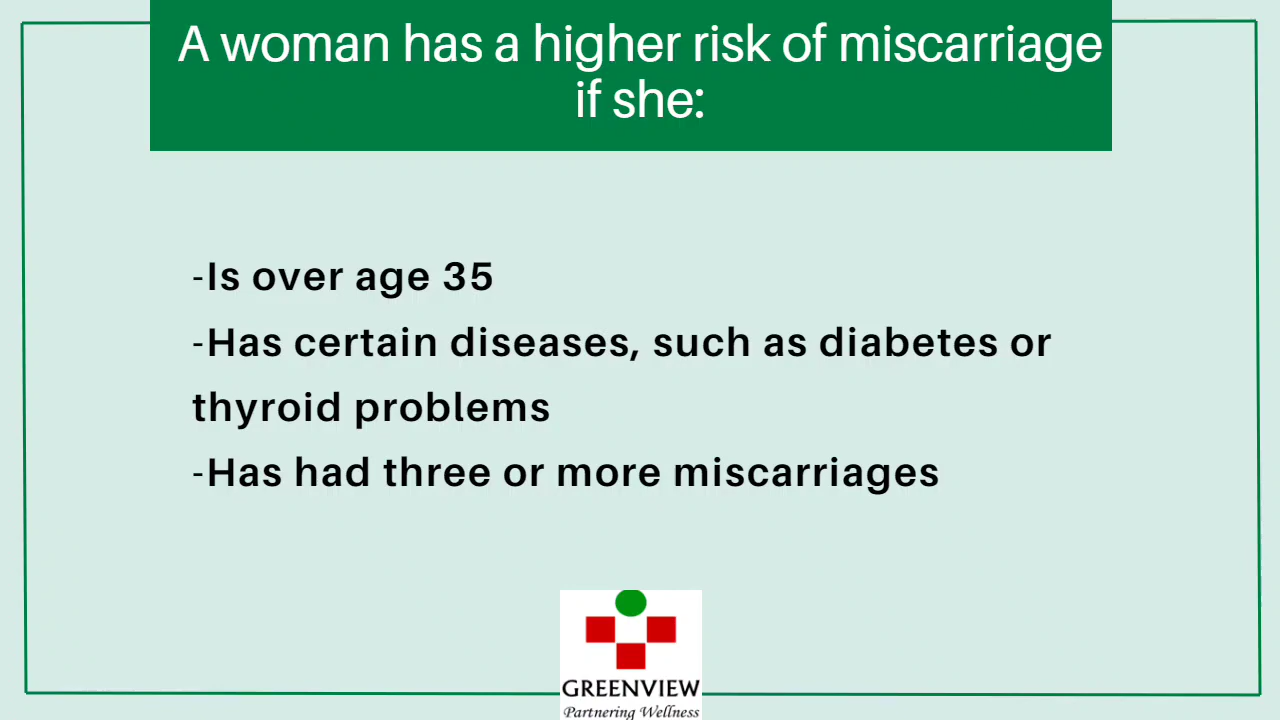 A woman has a higher risk of miscarriage
if she:
-Is over age 35
-Has certain diseases, such as diabetes or
thyroid problems
-Has had three or more miscarriages
GREENVIEW
Partnering Wellness